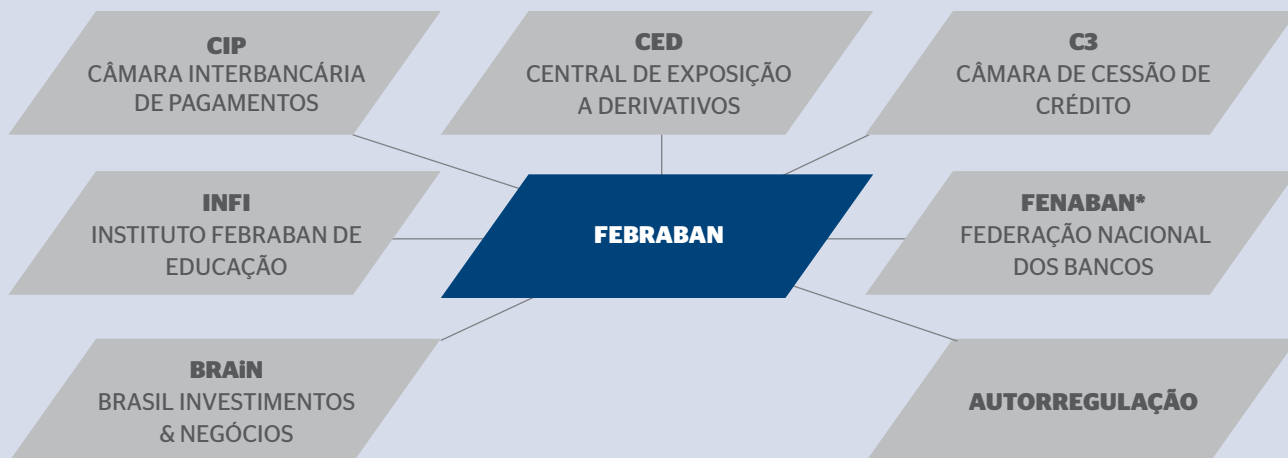 CIP
CÂMARA INTERBANCÁRIA
DE PAGAMENTOS
CED
CENTRAL DE EXPOSIÇÃO
A DERIVATIVOS
C3
CÂMARA DE CESSÃO DE
CRÉDITO
INFI
INSTITUTO FEBRABAN DE
EDUCAÇÃO
FEBRABAN
FENABAN*
FEDERAÇÃO NACIONAL
DOS BANCOS
BRAiN
BRASIL INVESTIMENTOS
& NEGÓCIOS
AUTORREGULAÇÃO